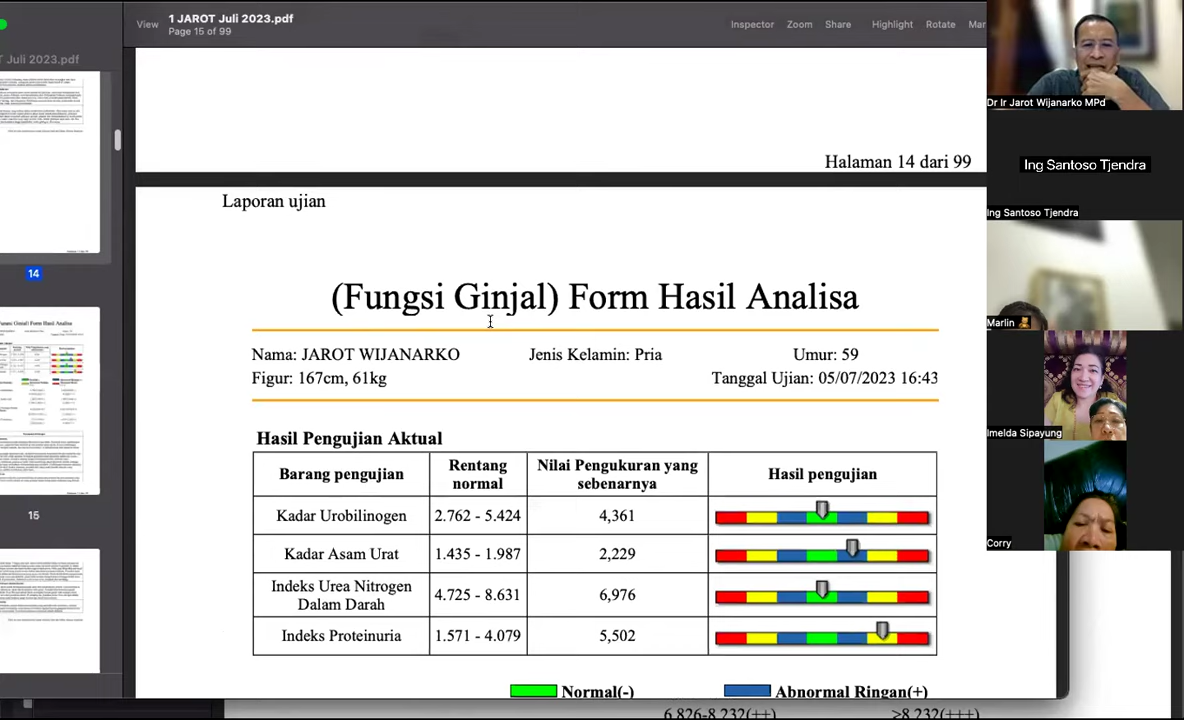 View
1 JAROT Juli 2023.pdf
Page 15 of 99
Inspector
Zoom
Share
Highlight
Rotate
Mar
T Juli 2023.pdf
14
15
Halaman 14 dari 99
Laporan ujian
(Fungsi Ginjal) Form Hasil Analisa
Nama: JAROT WIJANARKO Jenis Kelamin: Pria Umur: 59
Figur: 167cm, 61kg Tanggal Ujian: 05/07/2023 16:43
Hasil Pengujian Aktual
Barang pengujian Rentang normal Nilai Pengukuran yang sebenarnya Hasil pengujian
Kadar Urobilinogen 2.762 - 5.424 4,361
Kadar Asam Urat 1.435 - 1.987 2,229
Indeks Urea Nitrogen Dalam Darah 4.725 - 8.631 6,976
Indeks Proteinuria 1.571 - 4.079 5,502
Normal(-) Abnormal Ringan(+)
6.826-8.232(++) >8.232(+++)
Dr Ir Jarot Wijanarko MPd
Ing Santoso Tjendra
Ing Santoso Tjendra
Marlin
Imelda Sipayung
Corry